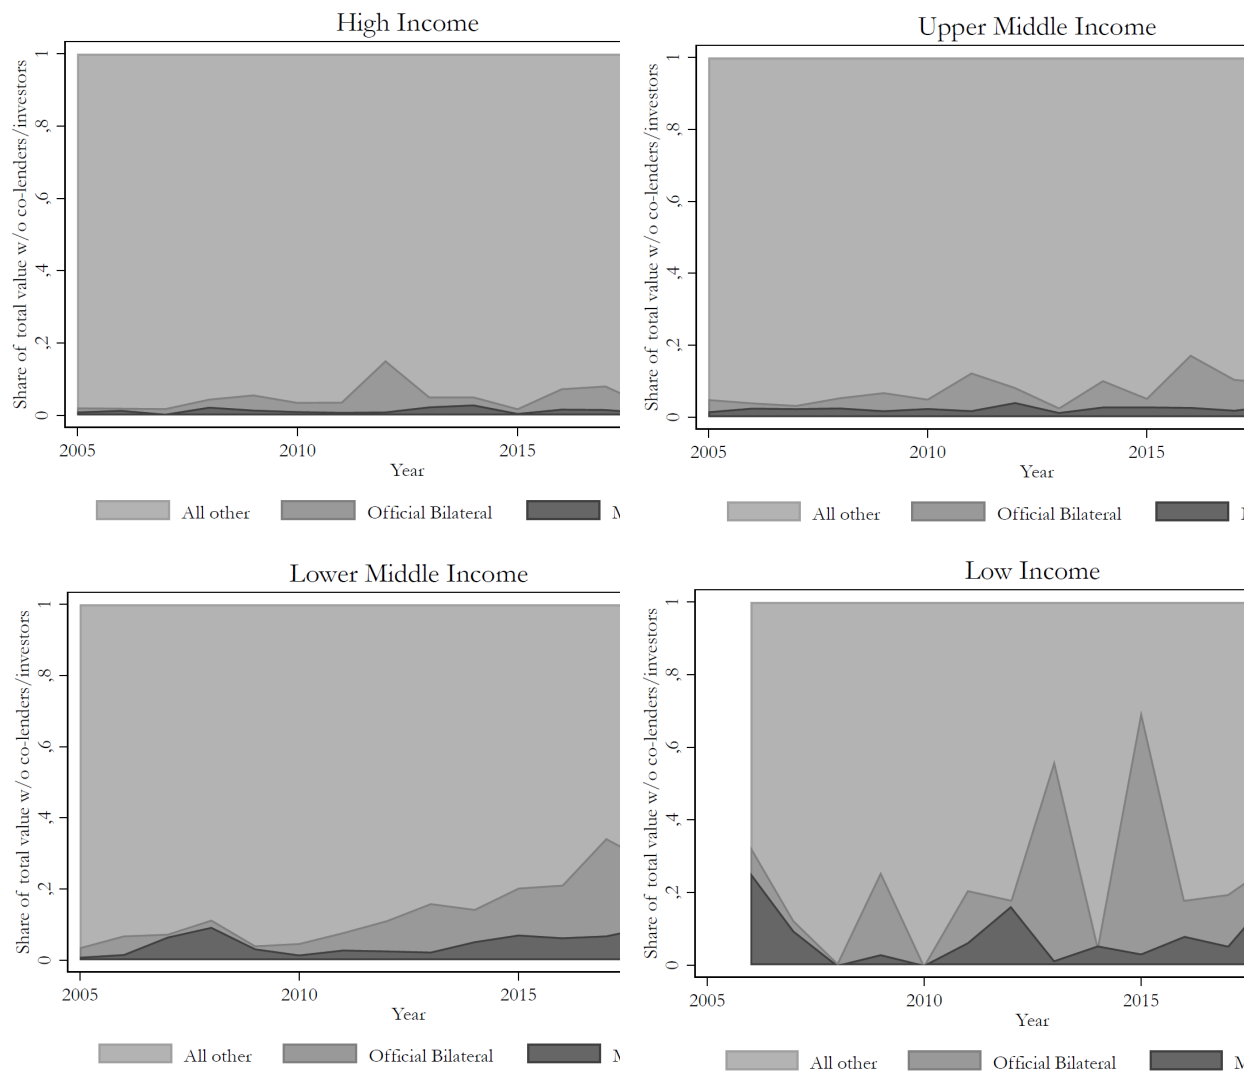 High Income
Share of total value w/o co-lenders/investors
1
,8
,6
,4
,2
0
2005 2010 2015
Year
All other Official Bilateral M
Upper Middle Income
Share of total value w/o co-lenders/investors
1
,8
,6
,4
,2
0
2005 2010 2015
Year
All other Official Bilateral
Lower Middle Income
Share of total value w/o co-lenders/investors
1
,8
,6
,4
,2
0
2005 2010 2015
Year
All other Official Bilateral M
Low Income
Share of total value w/o co-lenders/investors
1
,8
,6
,4
,2
0
2005 2010 2015
Year
All other Official Bilateral M